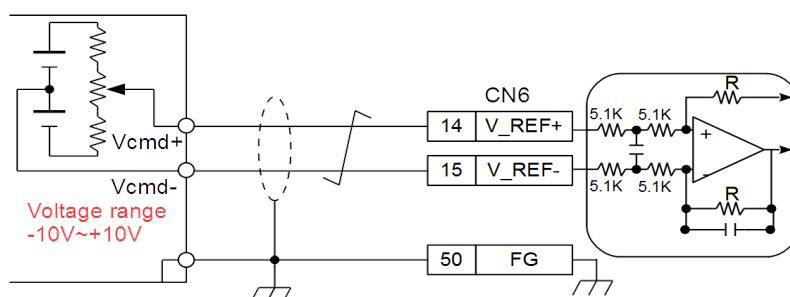 CN6
R
5.1K 5.1K
Vcmd+
14 V_REF+
+
Vcmd-
15 V_REF-
-
5.1K 5.1K
R
Voltage range
-10V~+10V
50 FG